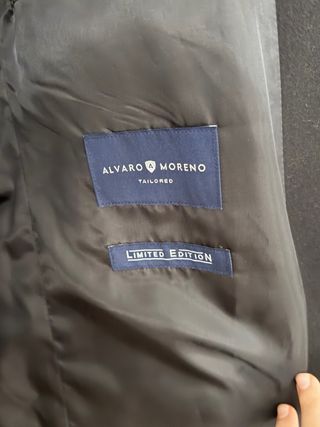 ALVARO A MORENO
TAILORED
LIMITED EDITION